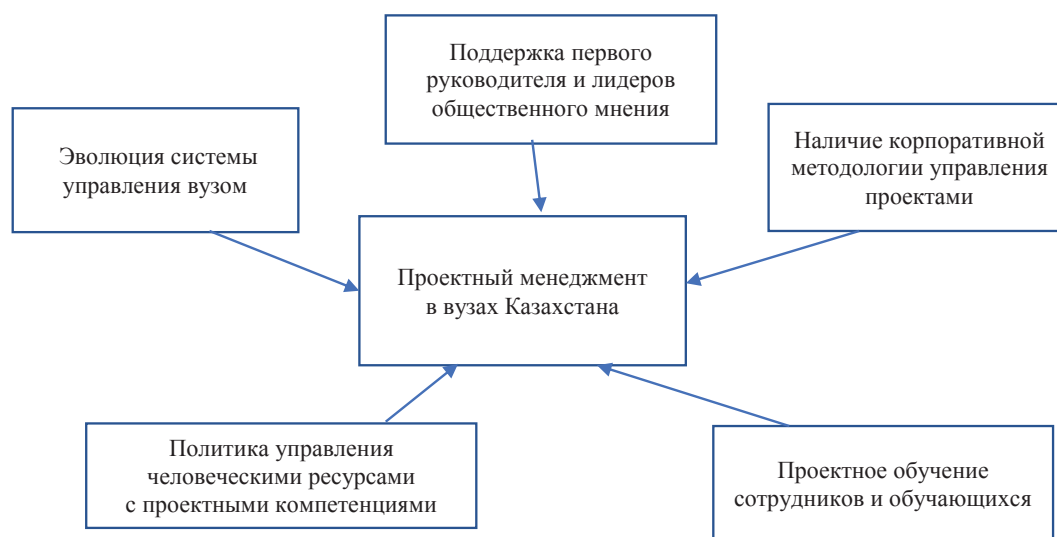 Поддержка первого
руководителя и лидеров
общественного мнения
Эволюция системы
управления вузом
Наличие корпоративной
методологии управления
проектами
Проектный менеджмент
в вузах Казахстана
Политика управления
человеческими ресурсами
с проектными компетенциями
Проектное обучение
сотрудников и обучающихся